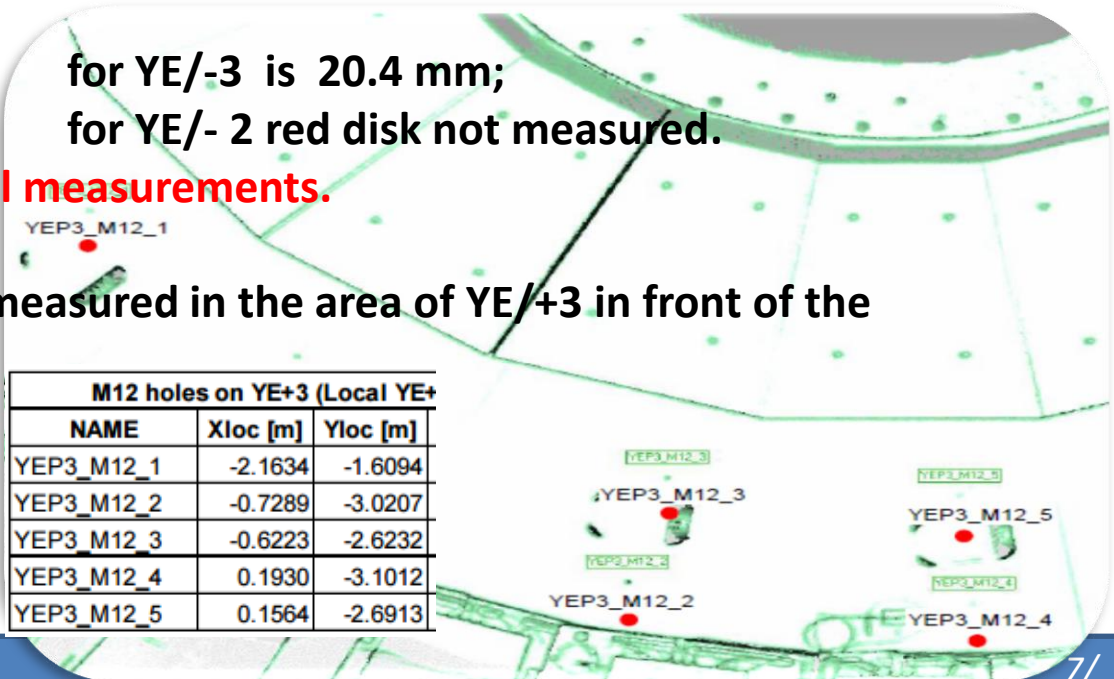 for YE/-3 is 20.4 mm;
for YE/- 2 red disk not measured.
l measurements.
YEP3_M12_1
measured in the area of YE/+3 in front of the
M12 holes on YE+3 (Local YE+
NAME Xloc [m] Yloc [m]
YEP3_M12_1 -2.1634 -1.6094
YEP3_M12_2 -0.7289 -3.0207
YEP3_M12_3 -0.6223 -2.6232
YEP3_M12_4 0.1930 -3.1012
YEP3_M12_5 0.1564 -2.6913
YEP3_M12_3
YEP3_M12_3
YEP3_M12_5
YEP3_M12_5
YEP3_M12_2
YEP3_M12_2
YEP3_M12_4
YEP3_M12_4
7/